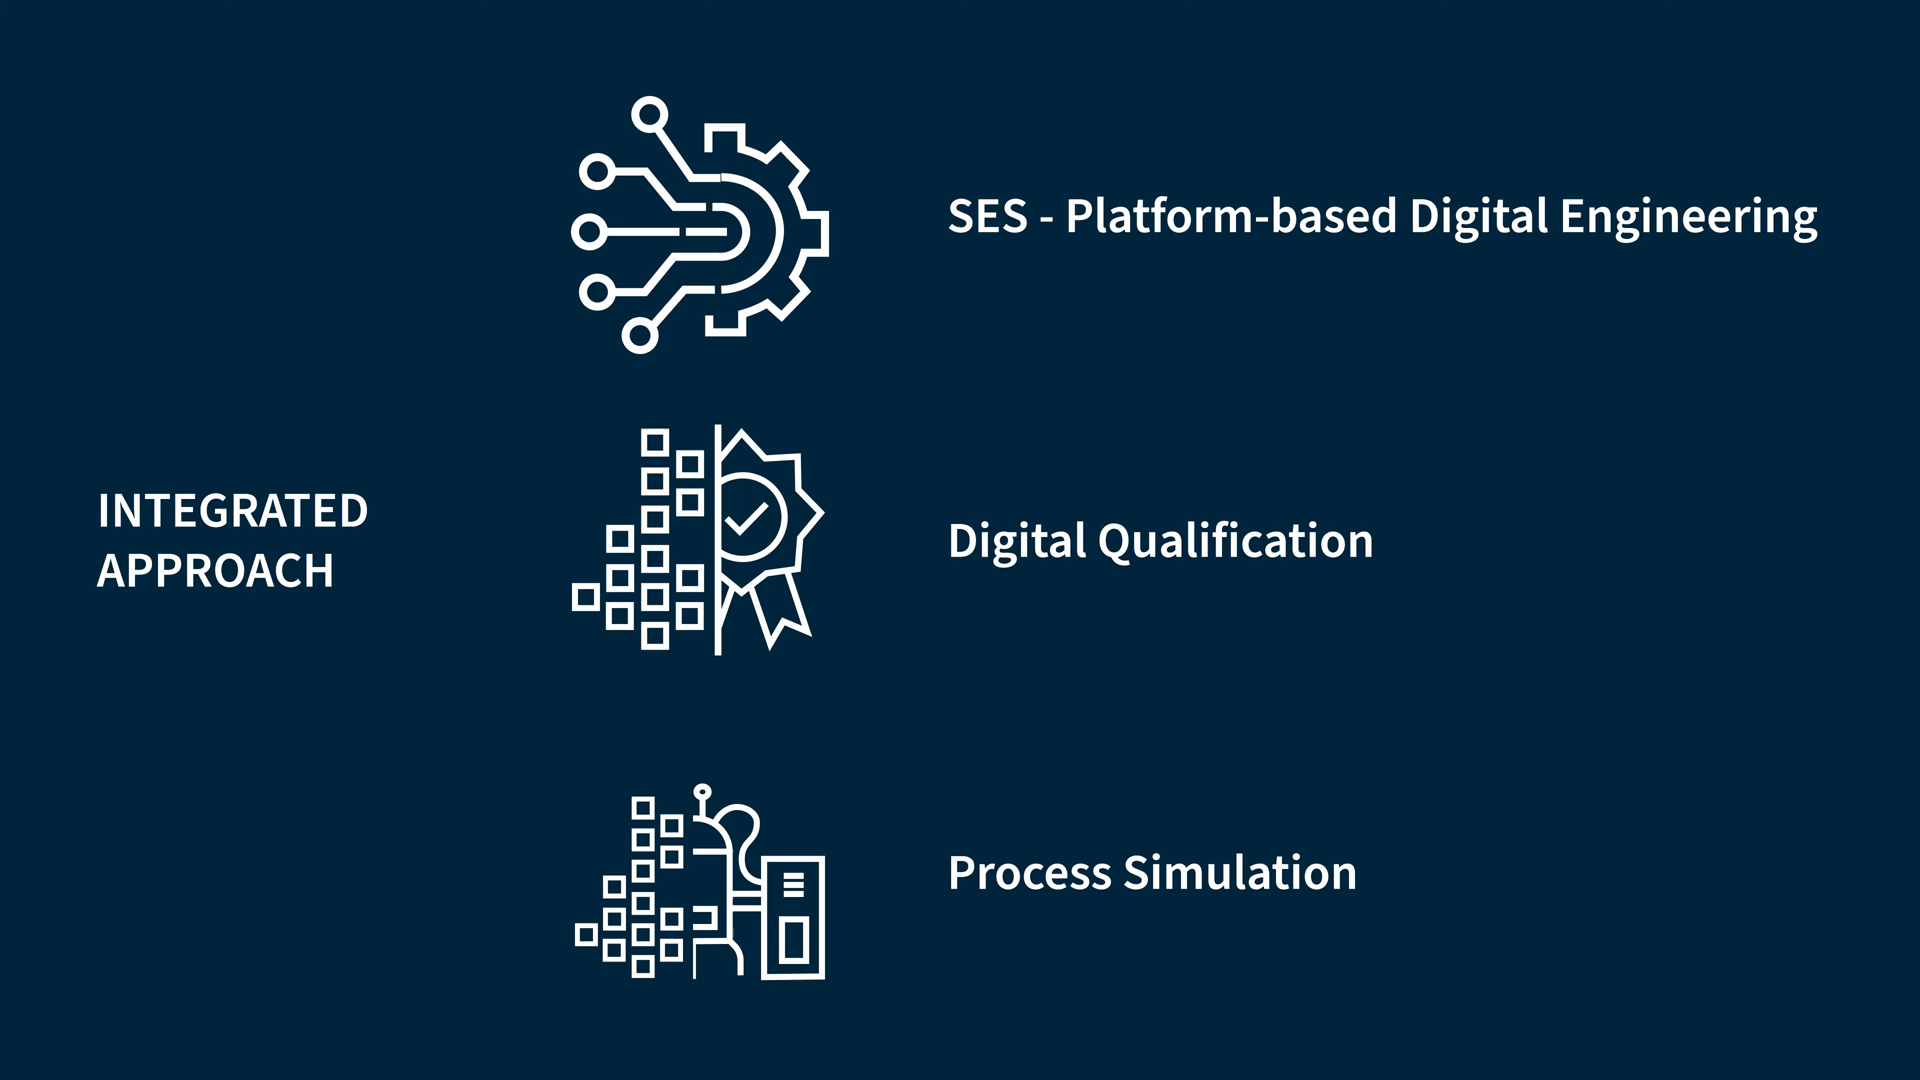 INTEGRATED
APPROACH
SES - Platform-based Digital Engineering
Digital Qualification
Process Simulation